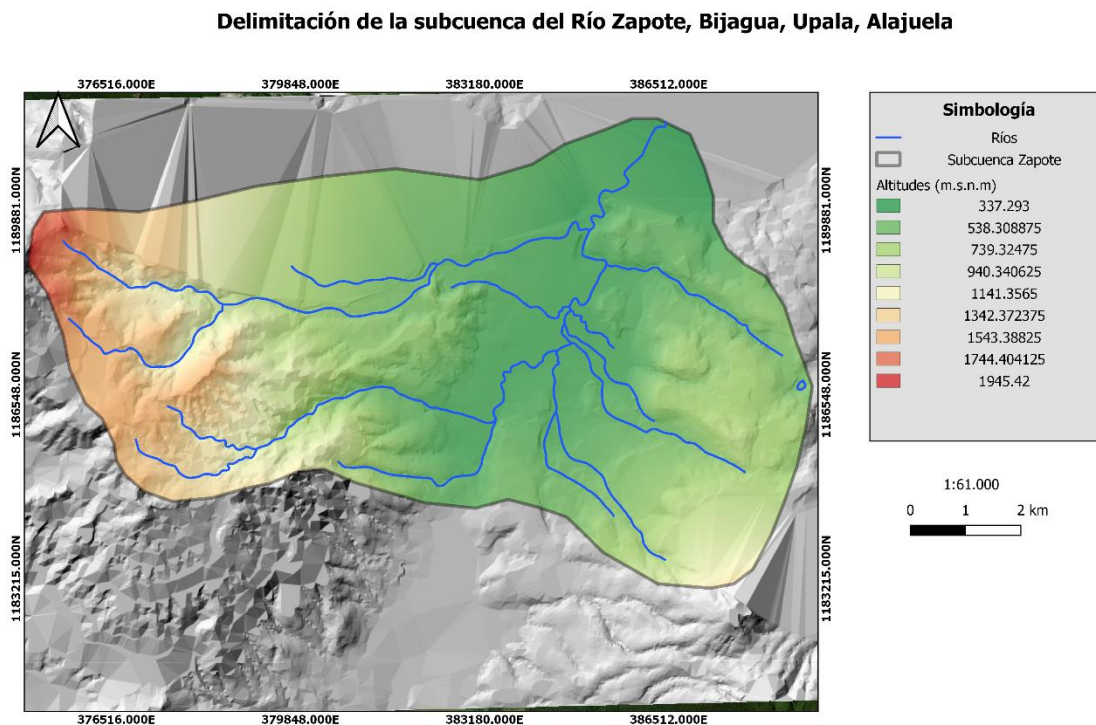 Delimitación de la subcuenca del Río Zapote, Bijagua, Upala, Alajuela
376516.000E 379848.000E 383180.000E 386512.000E
1189881.000N
1186548.000N
1183215.000N
1189881.000N
1186548.000N
1183215.000N
376516.000E 379848.000E 383180.000E 386512.000E
Simbología
Ríos
Subcuenca Zapote
Altitudes (m.s.n.m)
337.293
538.308875
739.32475
940.340625
1141.3565
1342.372375
1543.38825
1744.404125
1945.42
1:61.000
0 1 2 km